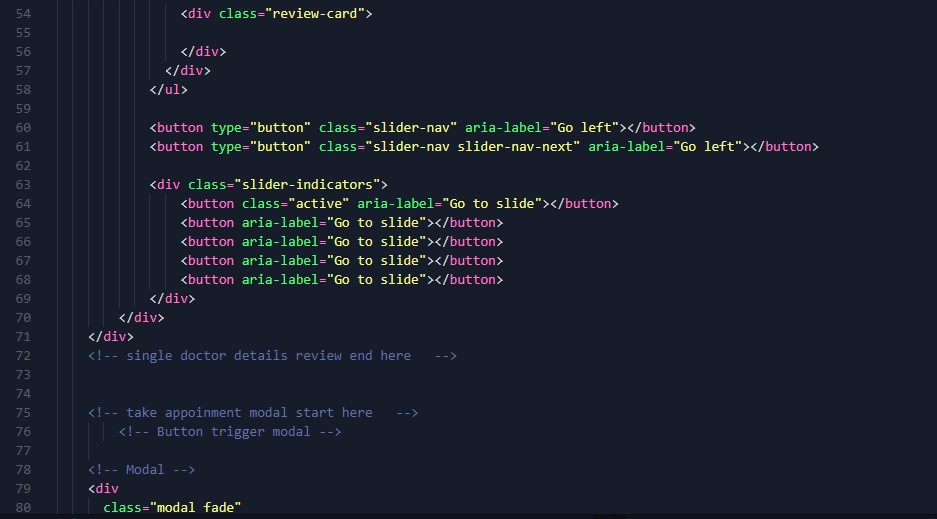 54 <div class="review-card">
55
56 </div>
57 </div>
58 </ul>
59
60 <button type="button" class="slider-nav" aria-label="Go left"></button>
61 <button type="button" class="slider-nav slider-nav-next" aria-label="Go left"></button>
62
63 <div class="slider-indicators">
64 <button class="active" aria-label="Go to slide"></button>
65 <button aria-label="Go to slide"></button>
66 <button aria-label="Go to slide"></button>
67 <button aria-label="Go to slide"></button>
68 <button aria-label="Go to slide"></button>
69 </div>
70 </div>
71 </div>
72 <!-- single doctor details review end here   -->
73
74
75 <!-- take appoinment modal start here   -->
76 <!-- Button trigger modal -->
77
78 <!-- Modal -->
79 <div
80 class="modal fade"